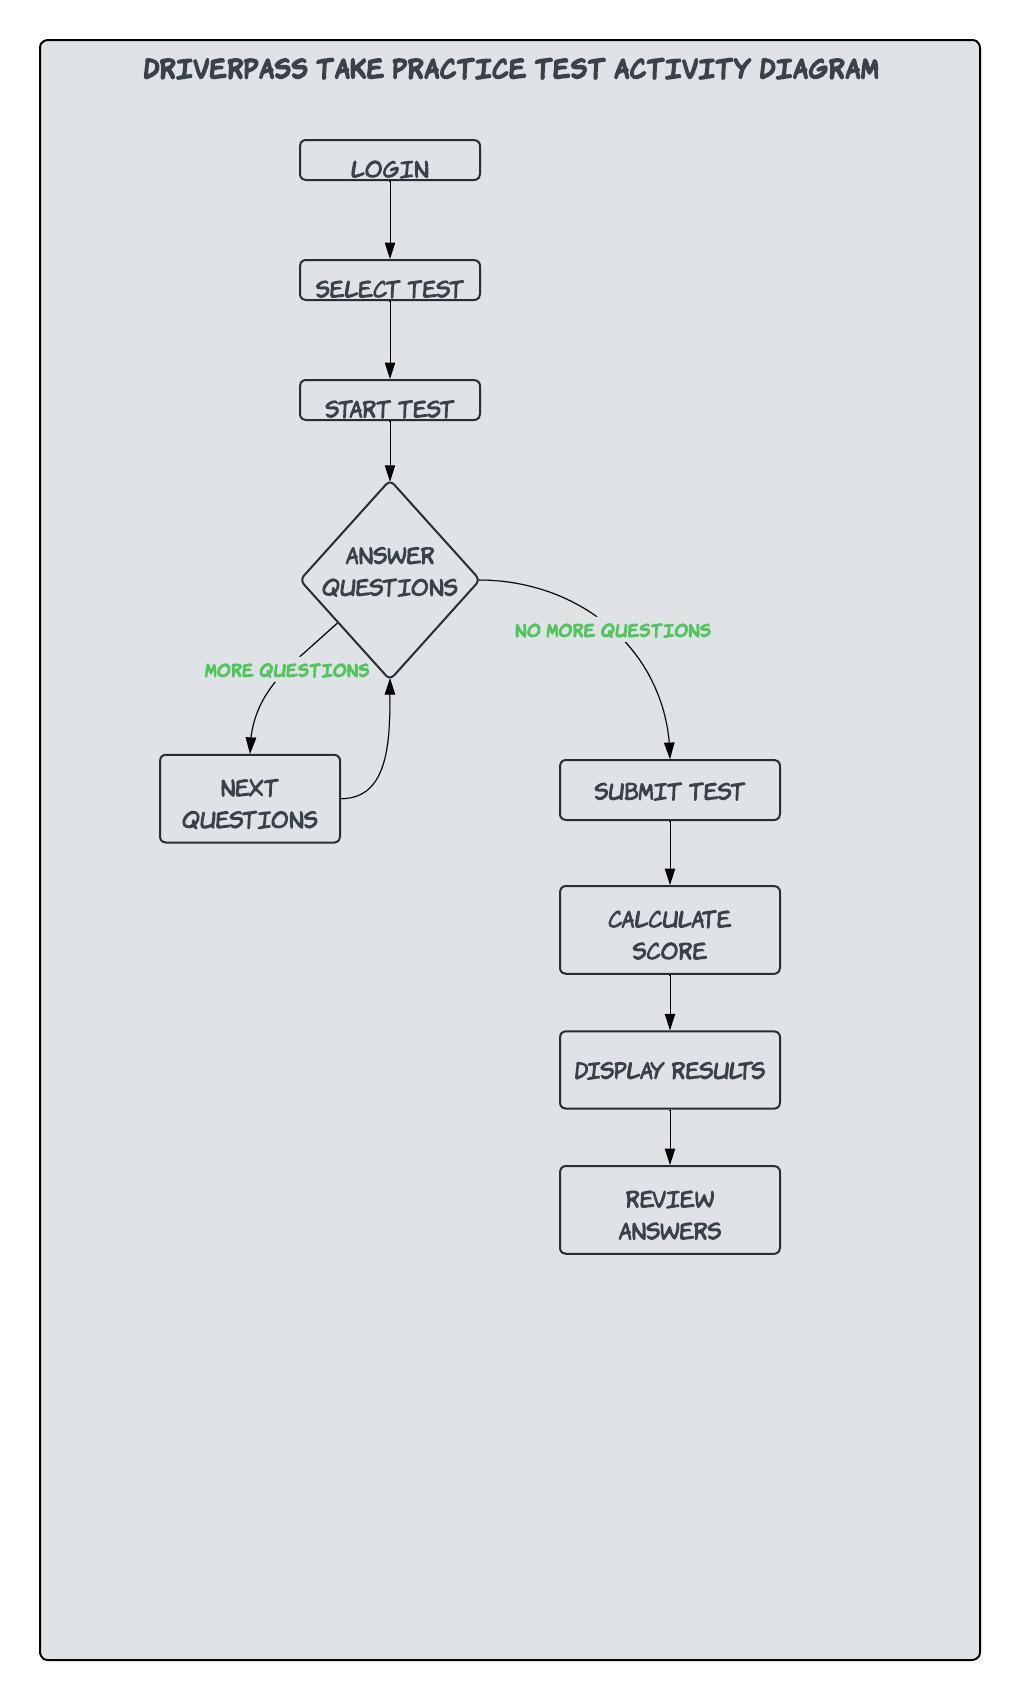 DRIVERPASS TAKE PRACTICE TEST ACTIVITY DIAGRAM
LOGIN
SELECT TEST
START TEST
ANSWER
QUESTIONS
NO MORE QUESTIONS
MORE QUESTIONS
NEXT
QUESTIONS
SUBMIT TEST
CALCULATE
SCORE
DISPLAY RESULTS
REVIEW
ANSWERS